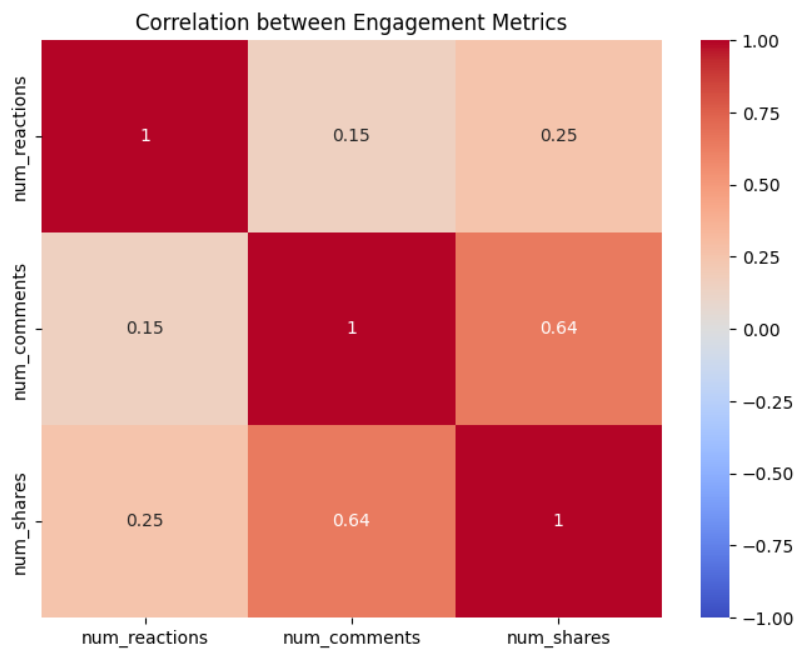 Correlation between Engagement Metrics
num_reactions
1 0.15 0.25
num_comments
0.15 1 0.64
num_shares
0.25 0.64 1
num_reactions num_comments num_shares
1.00
0.75
0.50
0.25
0.00
−0.25
−0.50
−0.75
−1.00